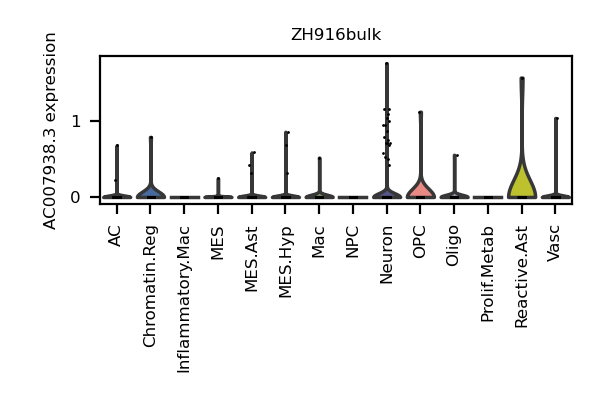 ZH916bulk
AC007938.3 expression
1
0
AC
Chromatin.Reg
Inflammatory.Mac
MES
MES.Ast
MES.Hyp
Mac
NPC
Neuron
OPC
Oligo
Prolif.Metab
Reactive.Ast
Vasc